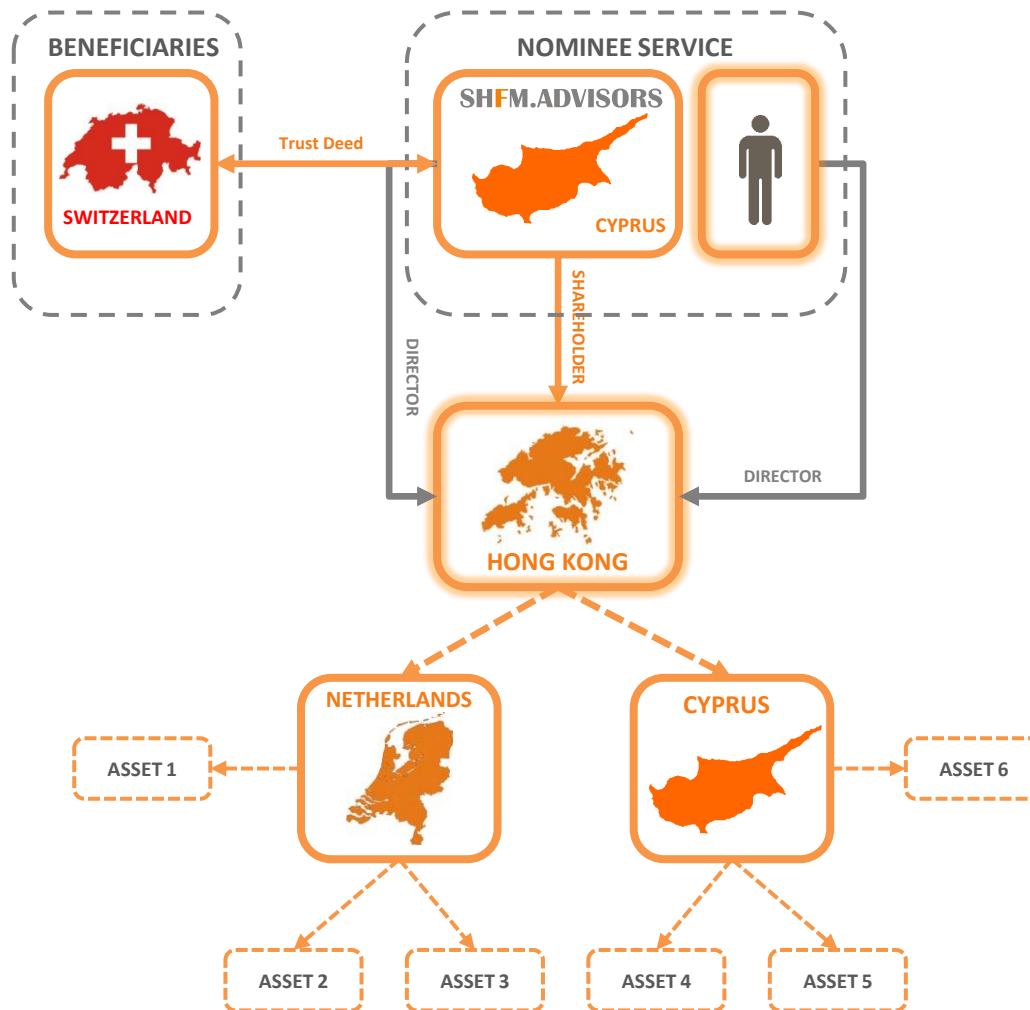 BENEFICIARIES
NOMINEE SERVICE
SHFM.ADVISORS
Trust Deed
SWITZERLAND
CYPRUS
SHAREHOLDER
DIRECTOR
DIRECTOR
HONG KONG
NETHERLANDS
CYPRUS
ASSET 1
ASSET 6
ASSET 2
ASSET 3
ASSET 4
ASSET 5